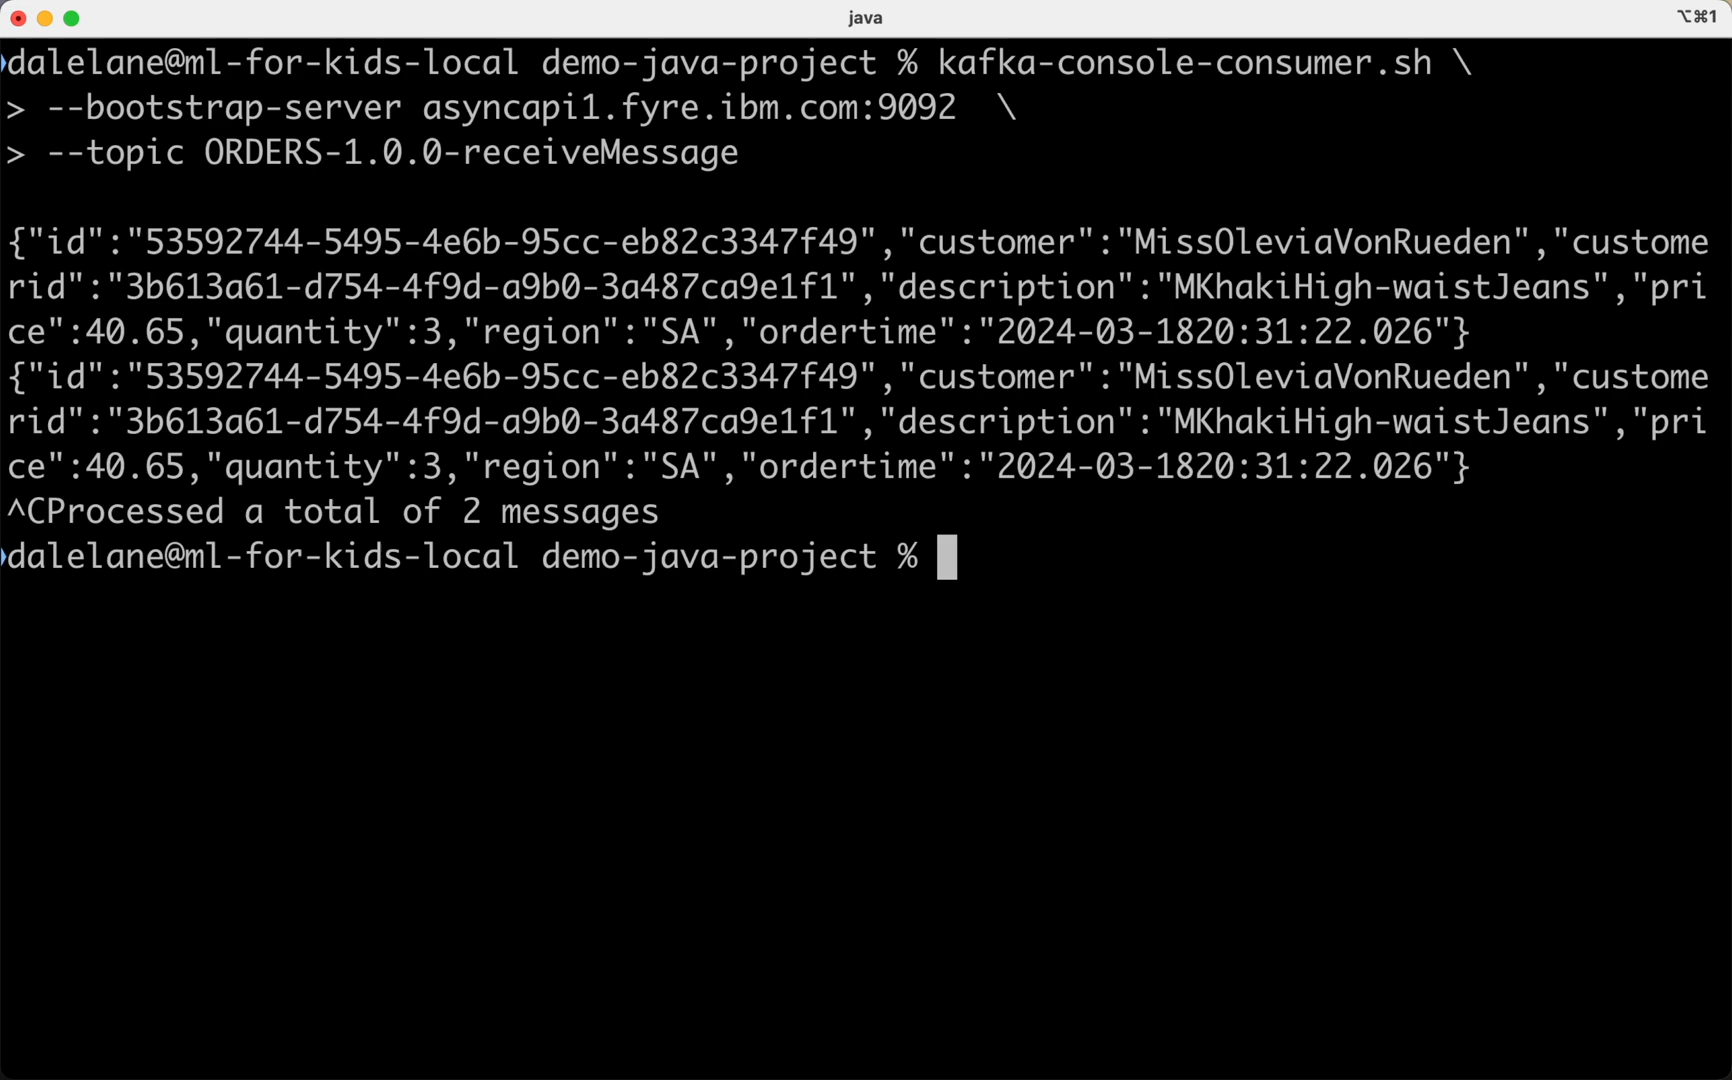 java
⌥⌘1
dalelane@ml-for-kids-local demo-java-project % kafka-console-consumer.sh \
> --bootstrap-server asyncapi1.fyre.ibm.com:9092  \
> --topic ORDERS-1.0.0-receiveMessage
{"id":"53592744-5495-4e6b-95cc-eb82c3347f49","customer":"MissOleviaVonRueden","custome
rid":"3b613a61-d754-4f9d-a9b0-3a487ca9e1f1","description":"MKhakiHigh-waistJeans","pri
ce":40.65,"quantity":3,"region":"SA","ordertime":"2024-03-1820:31:22.026"}
{"id":"53592744-5495-4e6b-95cc-eb82c3347f49","customer":"MissOleviaVonRueden","custome
rid":"3b613a61-d754-4f9d-a9b0-3a487ca9e1f1","description":"MKhakiHigh-waistJeans","pri
ce":40.65,"quantity":3,"region":"SA","ordertime":"2024-03-1820:31:22.026"}
^CProcessed a total of 2 messages
dalelane@ml-for-kids-local demo-java-project %